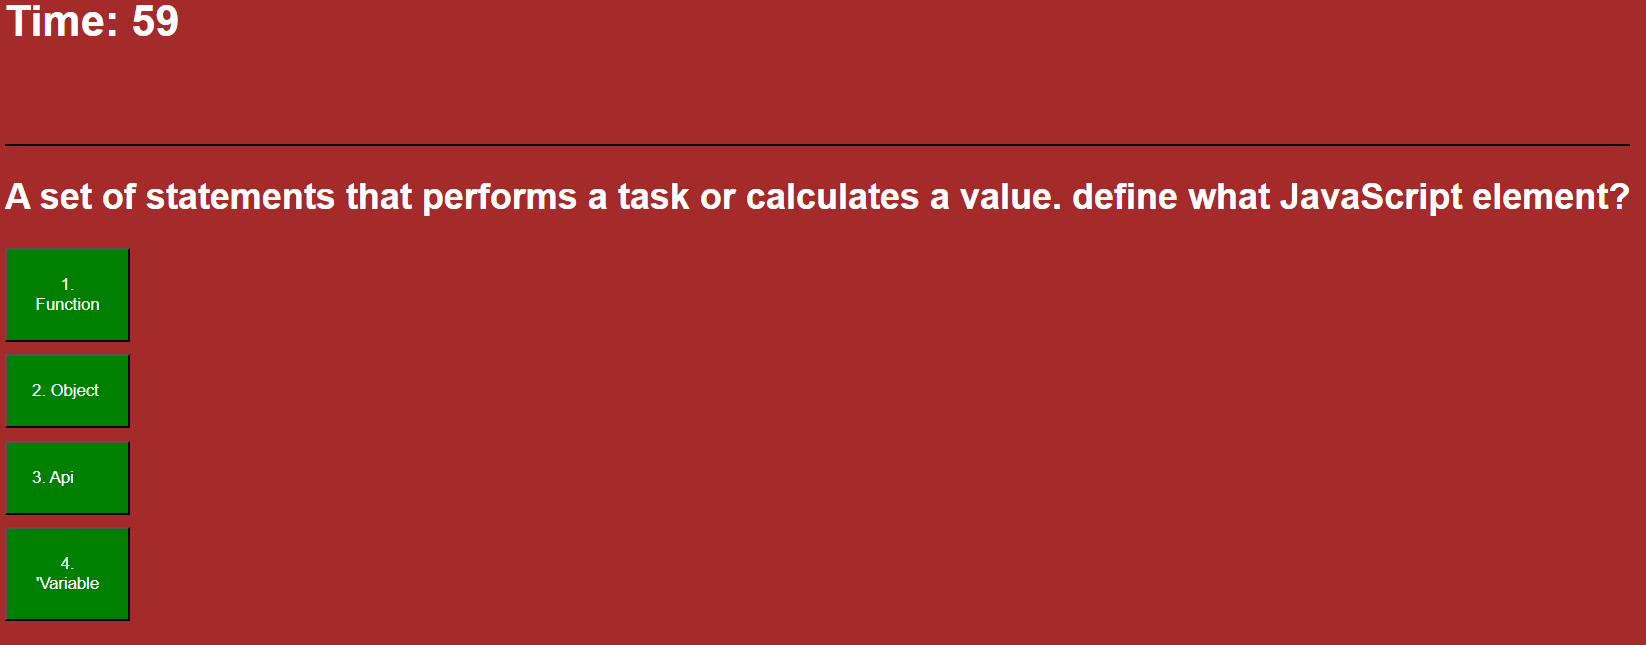 Time: 59
A set of statements that performs a task or calculates a value. define what JavaScript element?
1.
Function
2. Object
3. Api
4.
'Variable